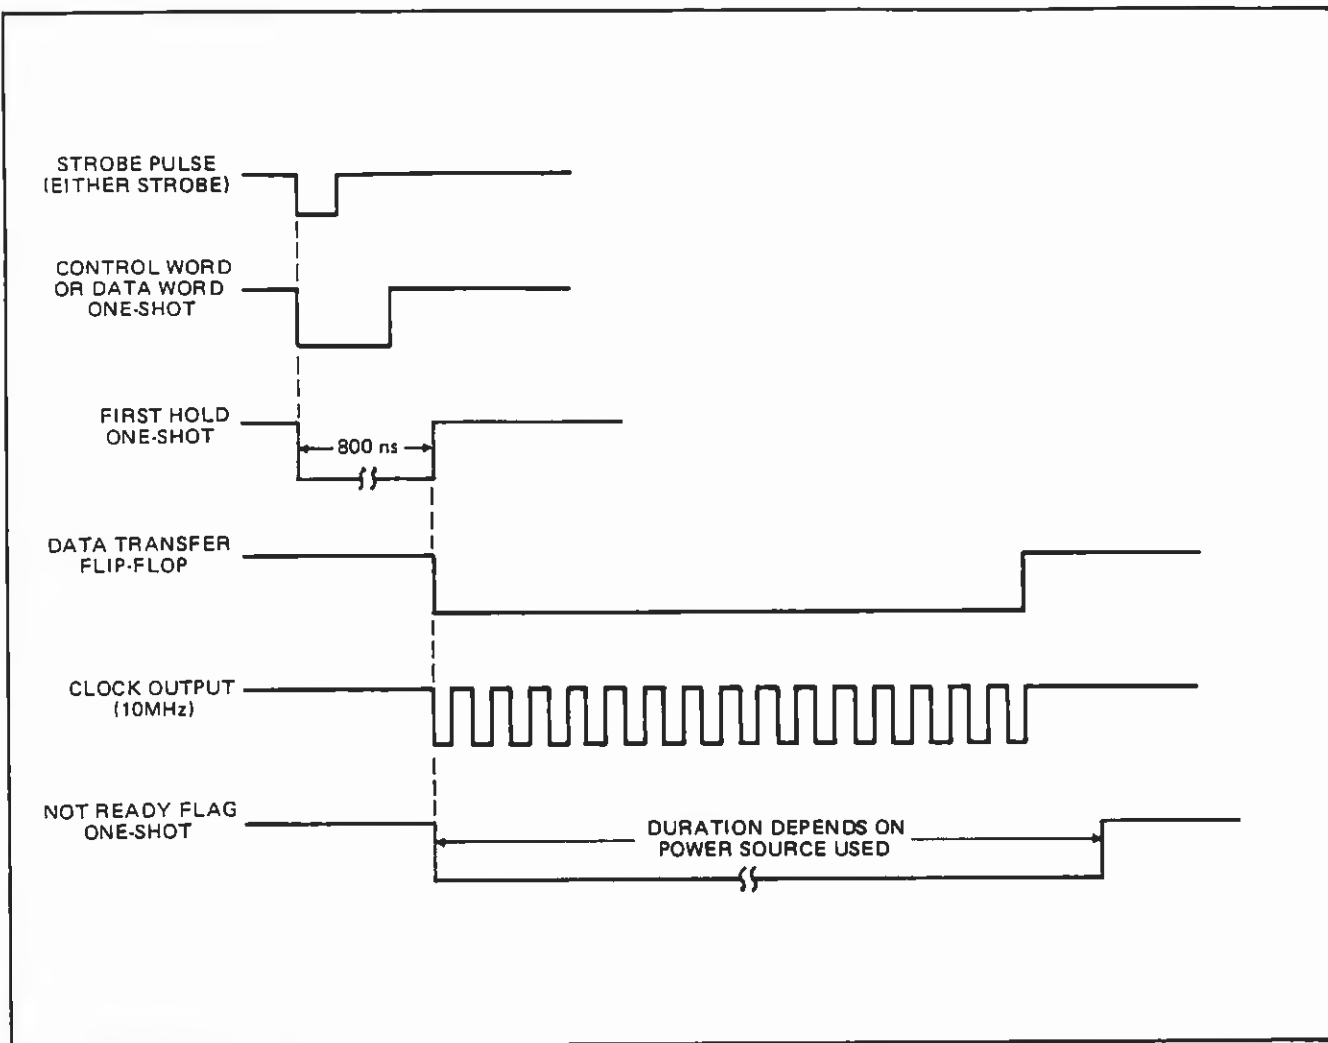 STROBE PULSE
(EITHER STROBE)
CONTROL WORD
OR DATA WORD
ONE-SHOT
FIRST HOLD
ONE-SHOT
800 ns
DATA TRANSFER
FLIP-FLOP
CLOCK OUTPUT
(10MHz)
NOT READY FLAG
ONE-SHOT
DURATION DEPENDS ON
POWER SOURCE USED